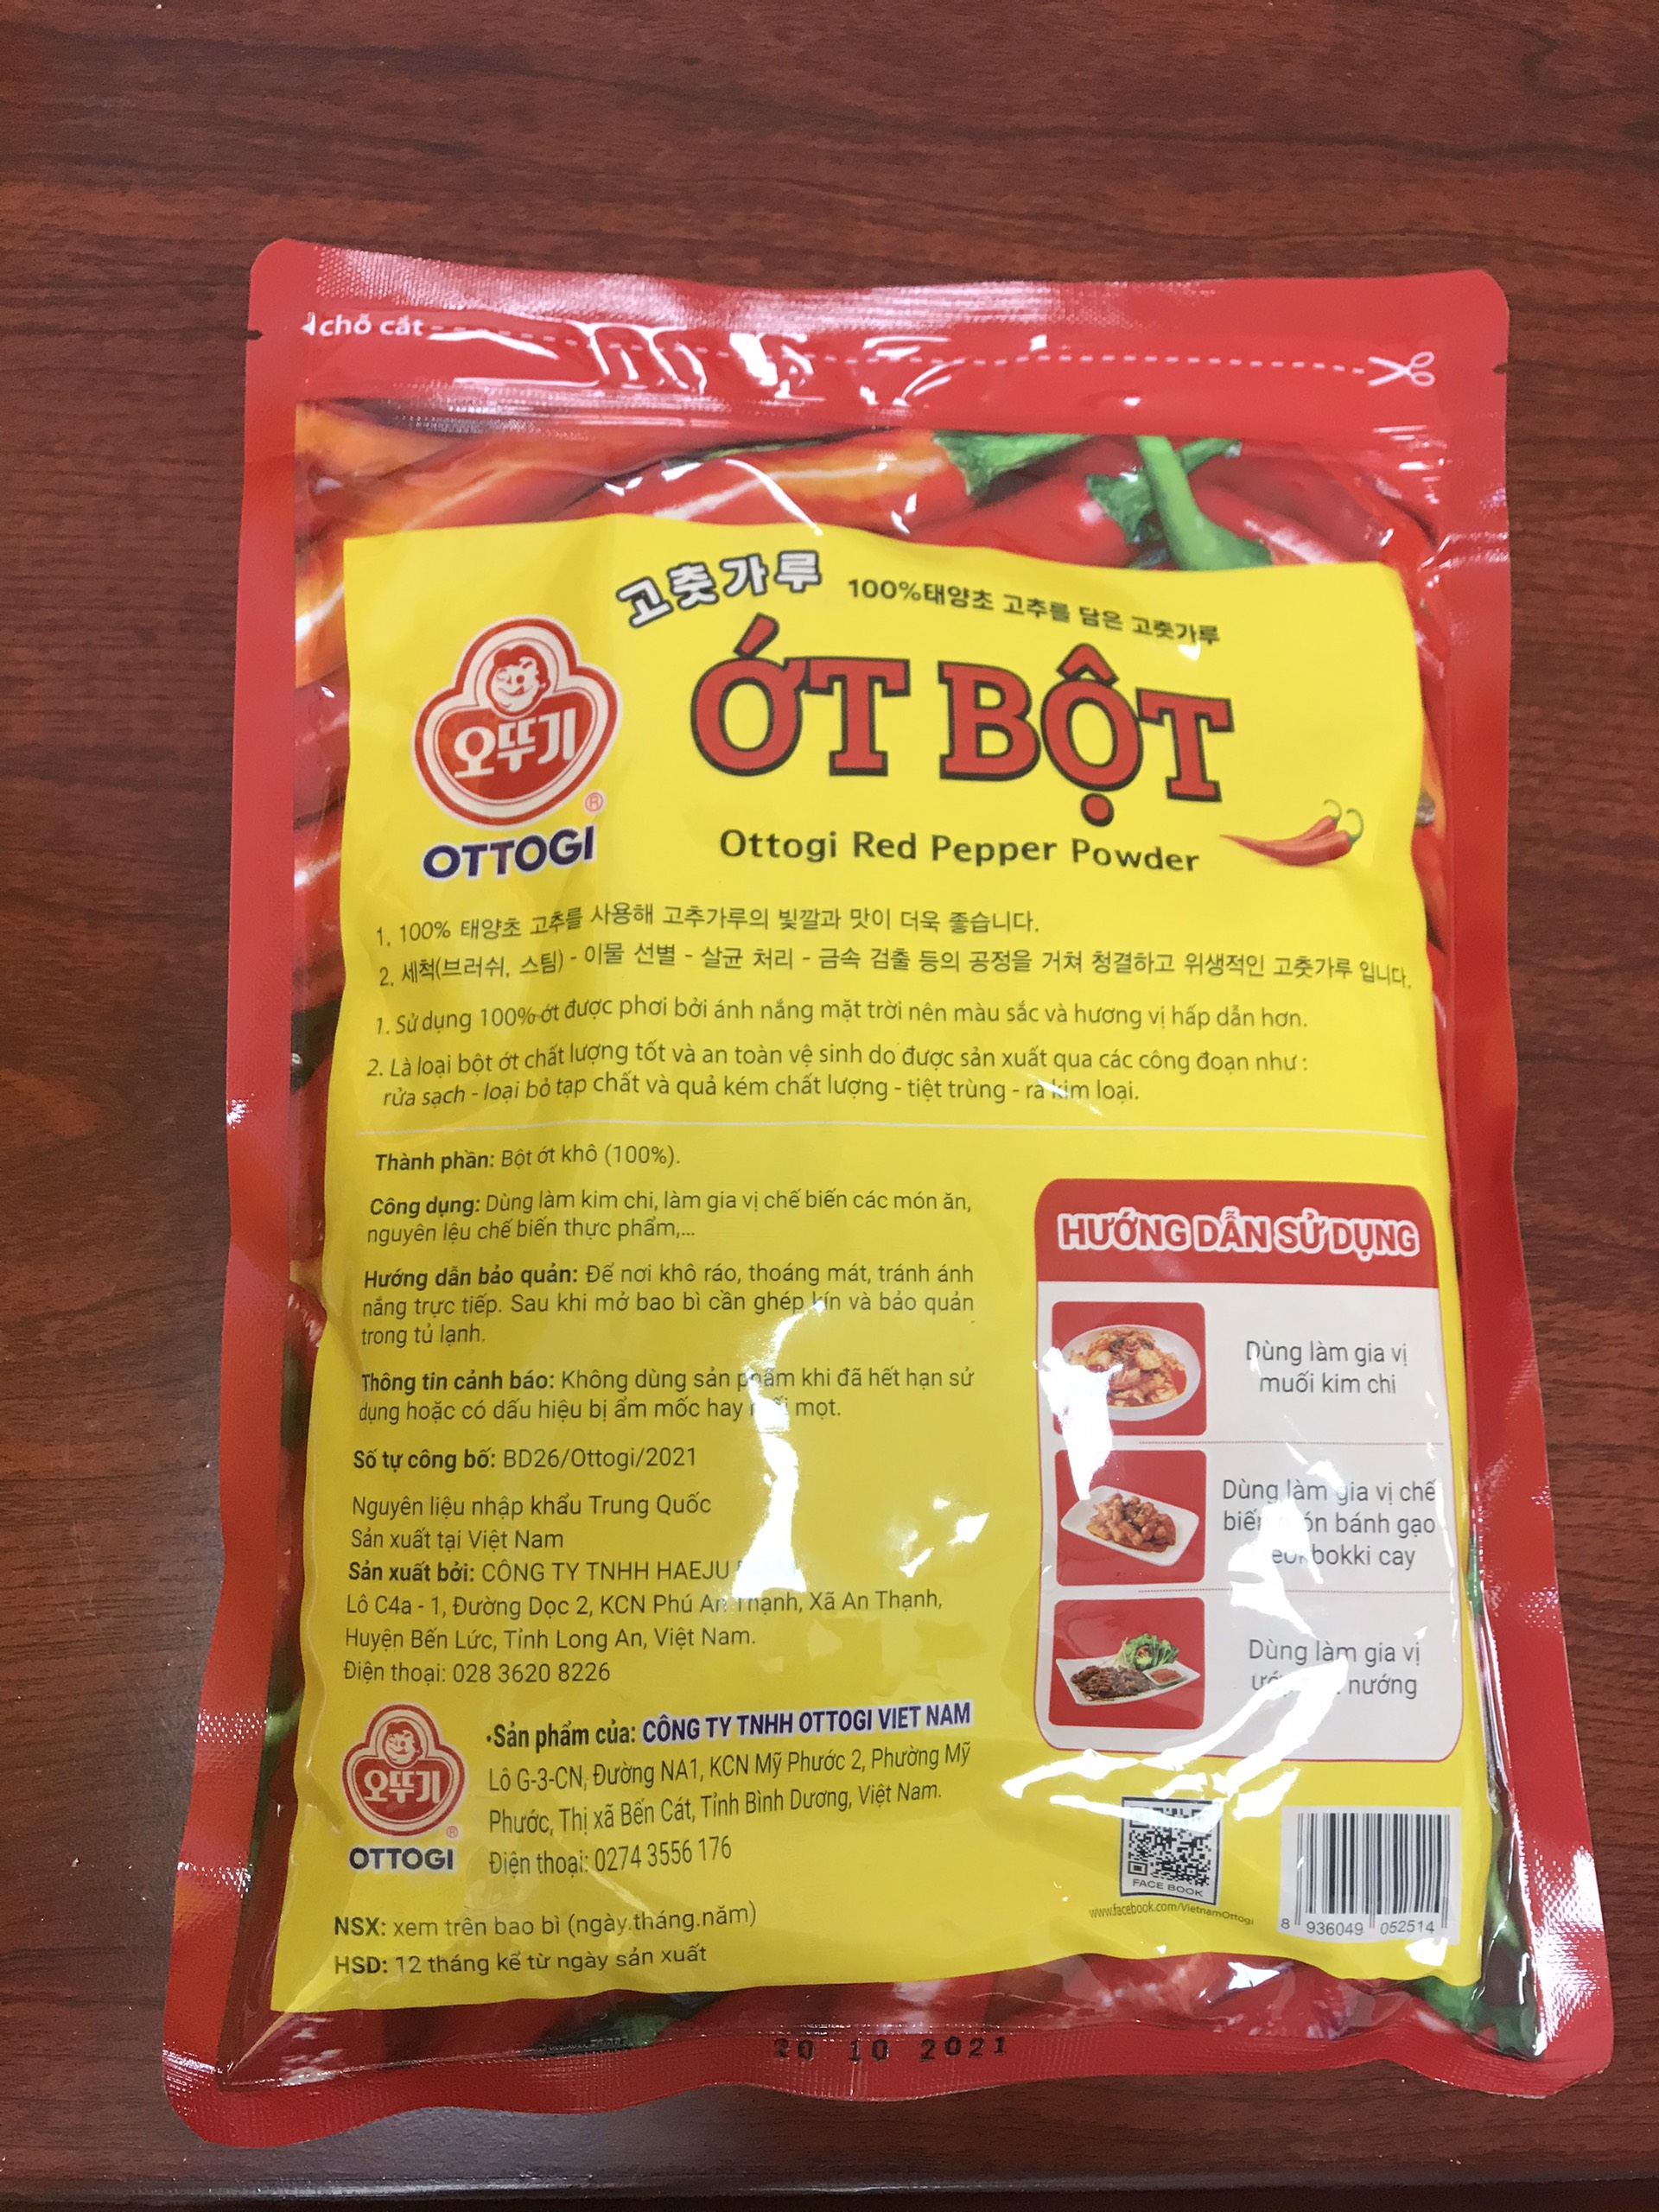 chỗ cắt
고춧가루 100%태양초 고추를 담은 고춧가루
오뚜기
OTTOGI
ỚT BỘT
Ottogi Red Pepper Powder
1. 100% 태양초 고추를 사용해 고추가루의 빛깔과 맛이 더욱 좋습니다.
2. 세척(브러쉬, 스팀) - 이물 선별 - 살균 처리 - 금속 검출 등의 공정을 거쳐 청결하고 위생적인 고춧가루 입니다.
1. Sử dụng 100% ớt được phơi bởi ánh nắng mặt trời nên màu sắc và hương vị hấp dẫn hơn.
2. Là loại bột ớt chất lượng tốt và an toàn vệ sinh do được sản xuất qua các công đoạn như :
rửa sạch - loại bỏ tạp chất và quả kém chất lượng - tiệt trùng - rà kim loại.
Thành phần: Bột ớt khô (100%).
Công dụng: Dùng làm kim chi, làm gia vị chế biến các món ăn,
nguyên lệu chế biến thực phẩm,...
Hướng dẫn bảo quản: Để nơi khô ráo, thoáng mát, tránh ánh
nắng trực tiếp. Sau khi mở bao bì cần ghép kín và bảo quản
trong tủ lạnh.
Thông tin cảnh báo: Không dùng sản phẩm khi đã hết hạn sử
dụng hoặc có dấu hiệu bị ẩm mốc hay mọt.
Số tự công bố: BD26/Ottogi/2021
Nguyên liệu nhập khẩu Trung Quốc
Sản xuất tại Việt Nam
Sản xuất bởi: CÔNG TY TNHH HAEJU
Lô C4a - 1, Đường Dọc 2, KCN Phú An Thạnh, Xã An Thạnh,
Huyện Bến Lức, Tỉnh Long An, Việt Nam.
Điện thoại: 028 3620 8226
오뚜기
OTTOGI
•Sản phẩm của: CÔNG TY TNHH OTTOGI VIET NAM
Lô G-3-CN, Đường NA1, KCN Mỹ Phước 2, Phường Mỹ
Phước, Thị xã Bến Cát, Tỉnh Bình Dương, Việt Nam.
Điện thoại: 0274 3556 176
NSX: xem trên bao bì (ngày.tháng.năm)
HSD: 12 tháng kể từ ngày sản xuất
HƯỚNG DẪN SỬ DỤNG
Dùng làm gia vị
muối kim chi
Dùng làm gia vị chế
biến món bánh gạo
cay
Dùng làm gia vị
nướng
FACE BOOK
www.facebook.com/VietnamOttogi
8 936049 052514
20 10 2021